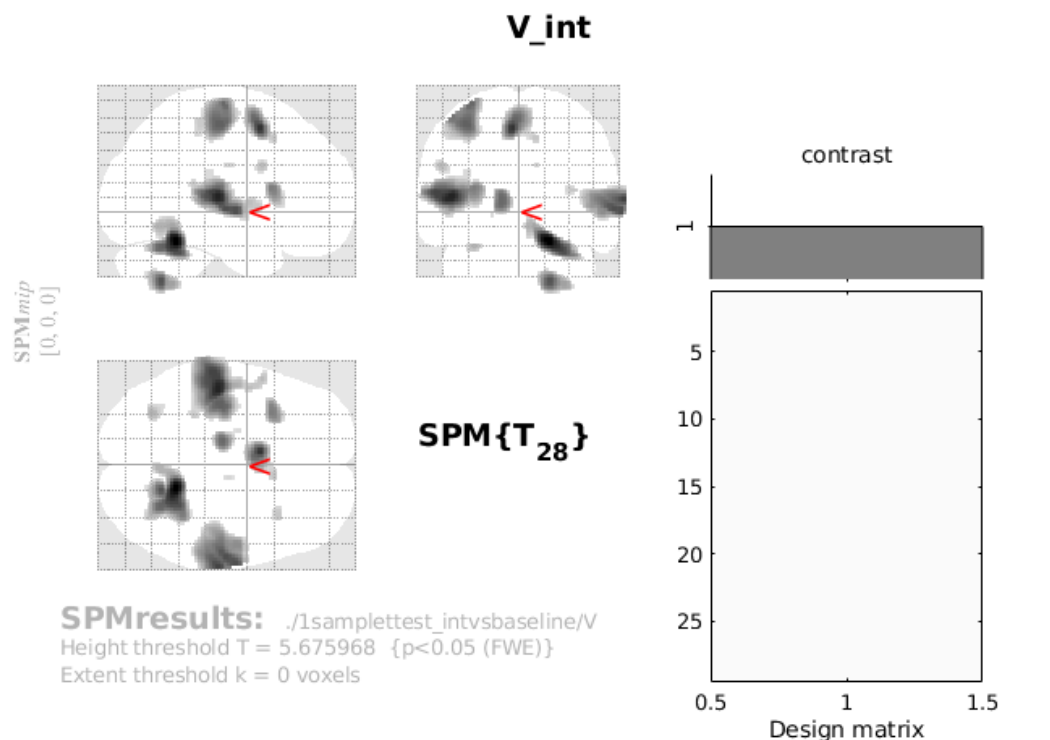 V_int
contrast
1
SPMmip
[0, 0, 0]
<
<
<
SPM{T28}
5
10
15
20
25
0.5 1 1.5
Design matrix
SPMresults: ./1samplettest_intvsbaseline/V
Height threshold T = 5.675968 {p<0.05 (FWE)}
Extent threshold k = 0 voxels